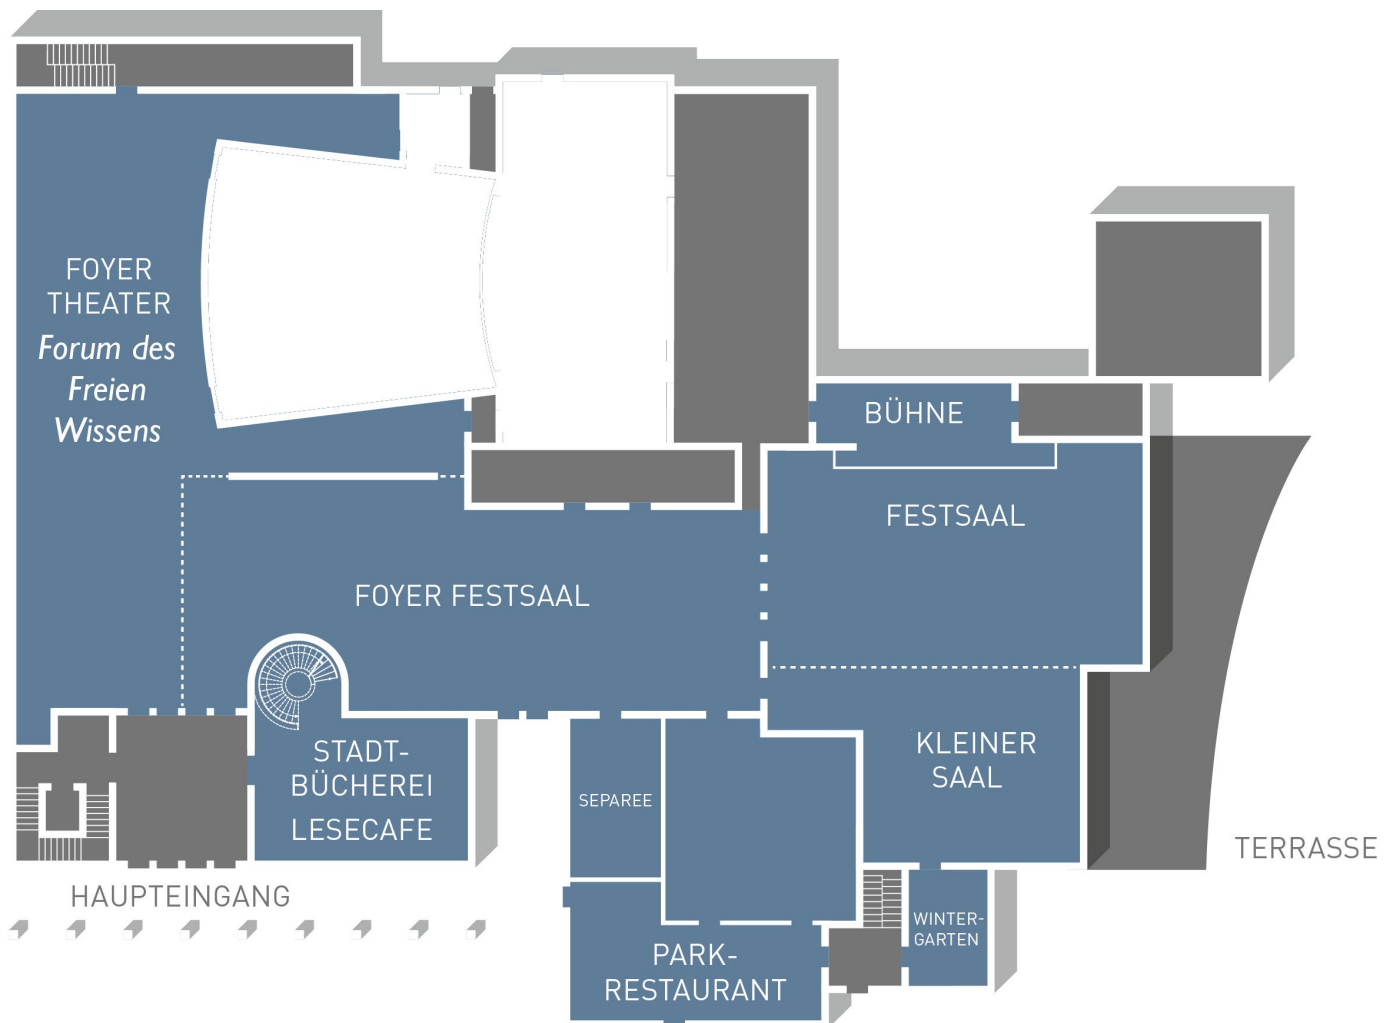 FOYER
THEATER
Forum des
Freien
Wissens
BÜHNE
FESTSAAL
FOYER FESTSAAL
STADT-
BÜCHEREI
LESECAFE
SEPAREE
KLEINER
SAAL
TERRASSE
HAUPTEINGANG
WINTER-
GARTEN
PARK-
RESTAURANT